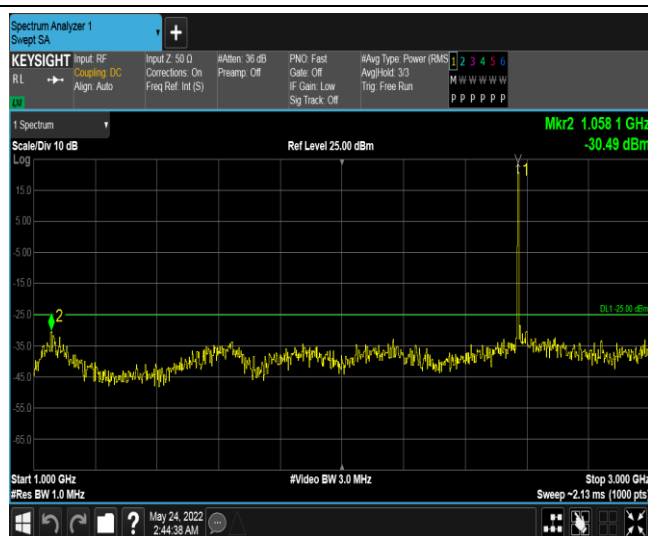 Spectrum Analyzer 1
Swept SA
+
KEYSIGHT
RL
LXI
Input: RF
Coupling: DC
Align: Auto
Input Z: 50 Ω
Corrections: On
Freq Ref: Int (S)
#Atten: 36 dB
Preamp: Off
PNO: Fast
Gate: Off
IF Gain: Low
Sig Track: Off
#Avg Type: Power (RMS
Avg|Hold: 3/3
Trig: Free Run
1 2 3 4 5 6
M W W W W W
P P P P P P
1 Spectrum
Scale/Div 10 dB
Ref Level 25.00 dBm
Mkr2 1.058 1 GHz
-30.49 dBm
Log
15.0
5.00
-5.00
-15.0
-25.0
-35.0
-45.0
-55.0
-65.0
1
2
DL1 -25.00 dBm
Start 1.000 GHz
#Res BW 1.0 MHz
#Video BW 3.0 MHz
Stop 3.000 GHz
Sweep ~2.13 ms (1000 pts)
?
May 24, 2022
2:44:38 AM